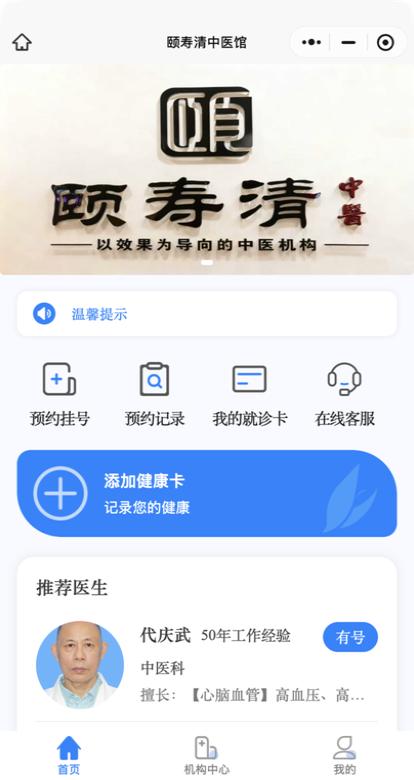 颐寿清中医馆
頤
颐寿清
中醫
以效果为导向的中医机构
温馨提示
预约挂号 预约记录 我的就诊卡 在线客服
添加健康卡
记录您的健康
推荐医生
代庆武 50年工作经验 有号
中医科
擅长：【心脑血管】高血压、高...
首页 机构中心 我的